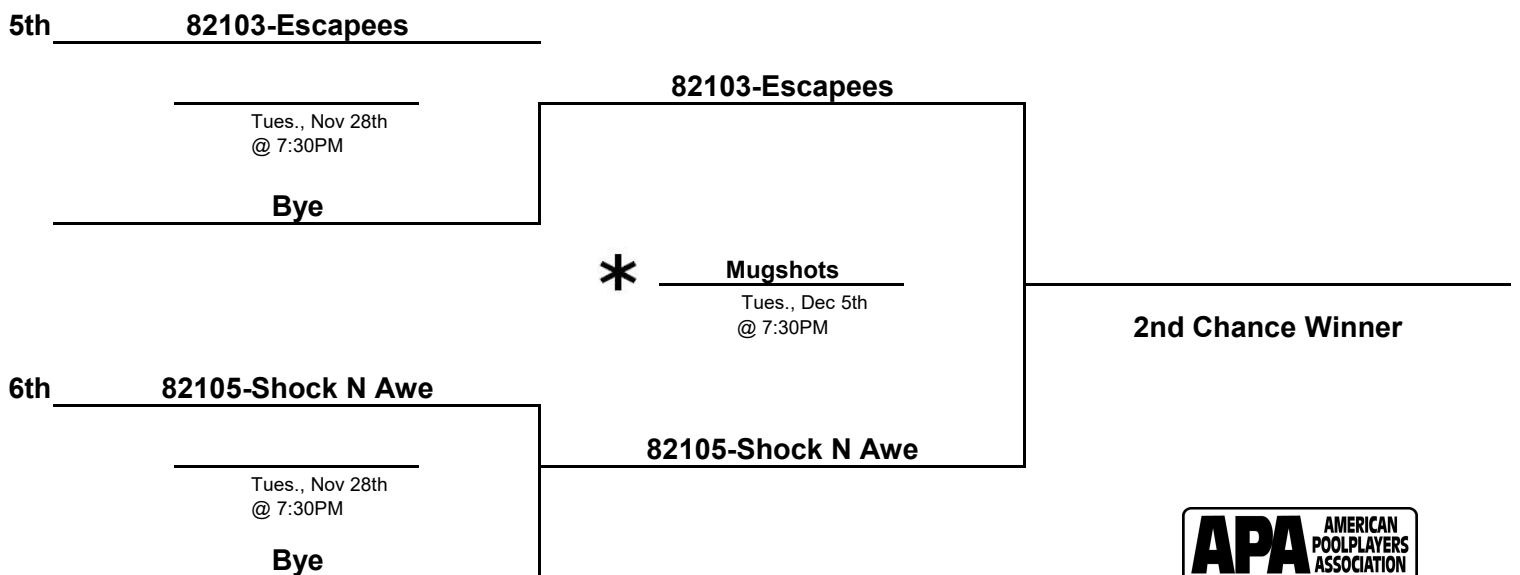 5th 82103-Escapees
82103-Escapees
Tues., Nov 28th
@ 7:30PM
Bye
* Mugshots
Tues., Dec 5th
@ 7:30PM
2nd Chance Winner
6th 82105-Shock N Awe
82105-Shock N Awe
Tues., Nov 28th
@ 7:30PM
Bye
APA AMERICAN
POOLPLAYERS
ASSOCIATION